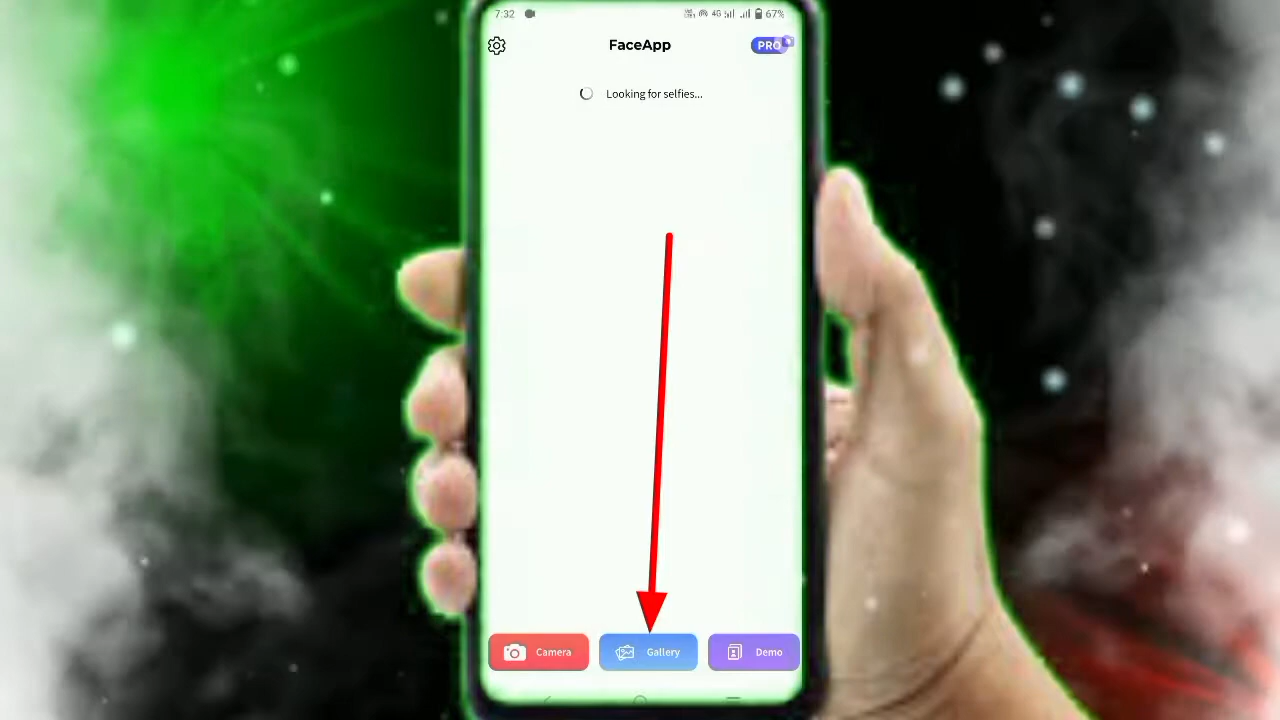 7:32 4G 67%
FaceApp PRO
Looking for selfies...
Camera Gallery Demo